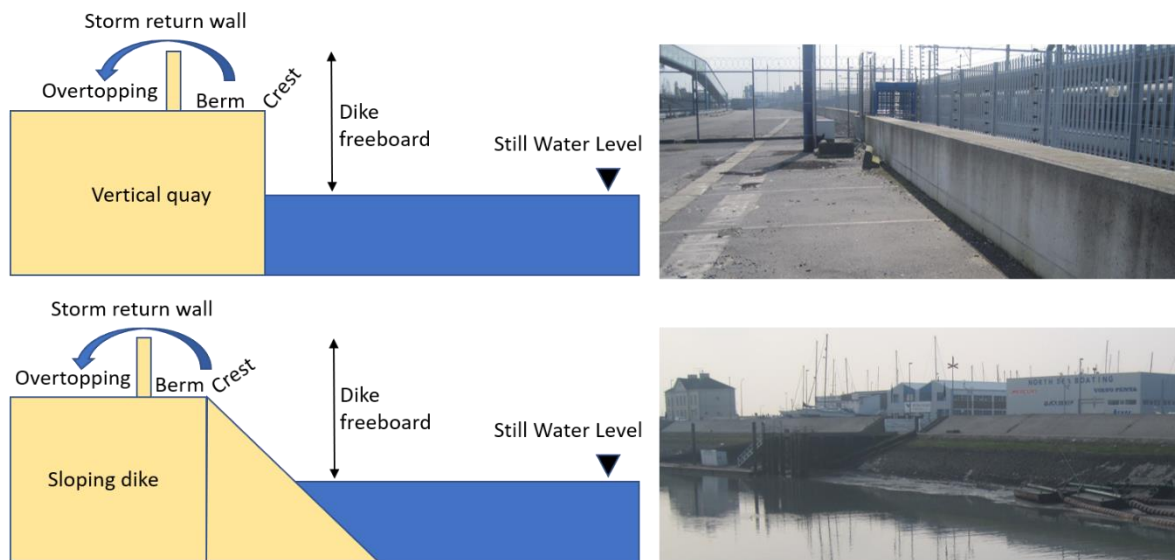 Storm return wall
Overtopping
Berm
Crest
Dike
freeboard
Still Water Level
Vertical quay
Storm return wall
Overtopping
Berm
Crest
Dike
freeboard
Still Water Level
Sloping dike
NORTH SEA BOATING